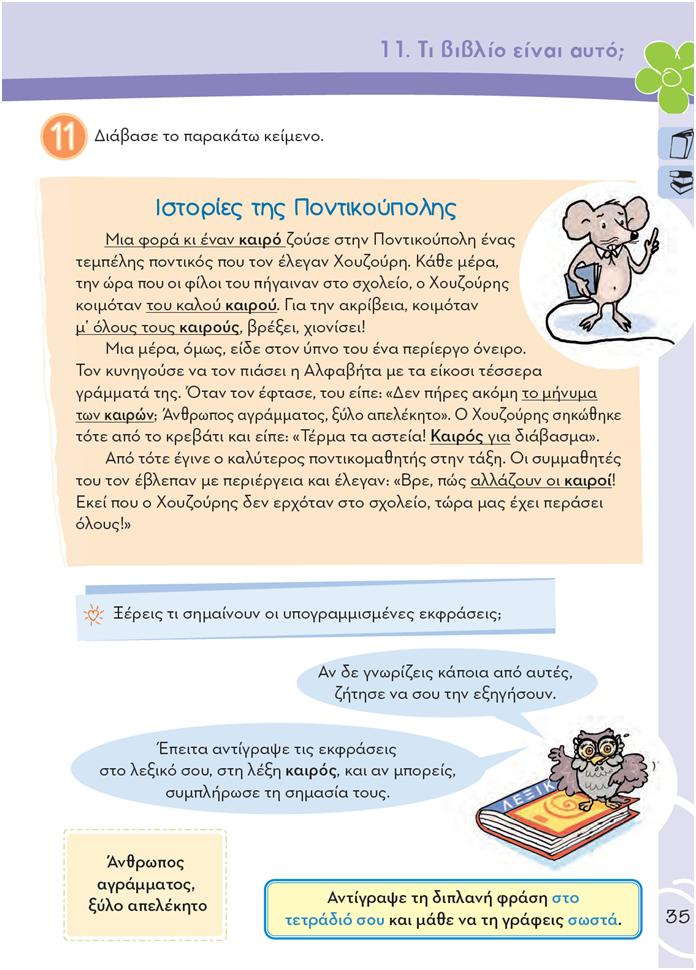 11. Τι βιβλίο είναι αυτό;
11 Διάβασε το παρακάτω κείμενο.
Ιστορίες της Ποντικούπολης
Μια φορά κι έναν καιρό ζούσε στην Ποντικούπολη ένας
τεμπέλης ποντικός που τον έλεγαν Χουζούρη. Κάθε μέρα,
την ώρα που οι φίλοι του πήγαιναν στο σχολείο, ο Χουζούρης
κοιμόταν του καλού καιρού. Για την ακρίβεια, κοιμόταν
μ' όλους τους καιρούς, βρέξει, χιονίσει!
Μια μέρα, όμως, είδε στον ύπνο του ένα περίεργο όνειρο.
Τον κυνηγούσε να τον πιάσει η Αλφαβήτα με τα είκοσι τέσσερα
γράμματά της. Όταν τον έφτασε, του είπε: «Δεν πήρες ακόμη το μήνυμα
των καιρών; Άνθρωπος αγράμματος, ξύλο απελέκητο». Ο Χουζούρης σηκώθηκε
τότε από το κρεβάτι και είπε: «Τέρμα τα αστεία! Καιρός για διάβασμα».
Από τότε έγινε ο καλύτερος ποντικομαθητής στην τάξη. Οι συμμαθητές
του τον έβλεπαν με περιέργεια και έλεγαν: «Βρε, πώς αλλάζουν οι καιροί!
Εκεί που ο Χουζούρης δεν ερχόταν στο σχολείο, τώρα μας έχει περάσει
όλους!»
Ξέρεις τι σημαίνουν οι υπογραμμισμένες εκφράσεις;
Αν δε γνωρίζεις κάποια από αυτές,
ζήτησε να σου την εξηγήσουν.
Έπειτα αντίγραψε τις εκφράσεις
στο λεξικό σου, στη λέξη καιρός, και αν μπορείς,
συμπλήρωσε τη σημασία τους.
ΛΕΞΙΚ
Άνθρωπος
αγράμματος,
ξύλο απελέκητο
Αντίγραψε τη διπλανή φράση στο
τετράδιό σου και μάθε να τη γράφεις σωστά.
35